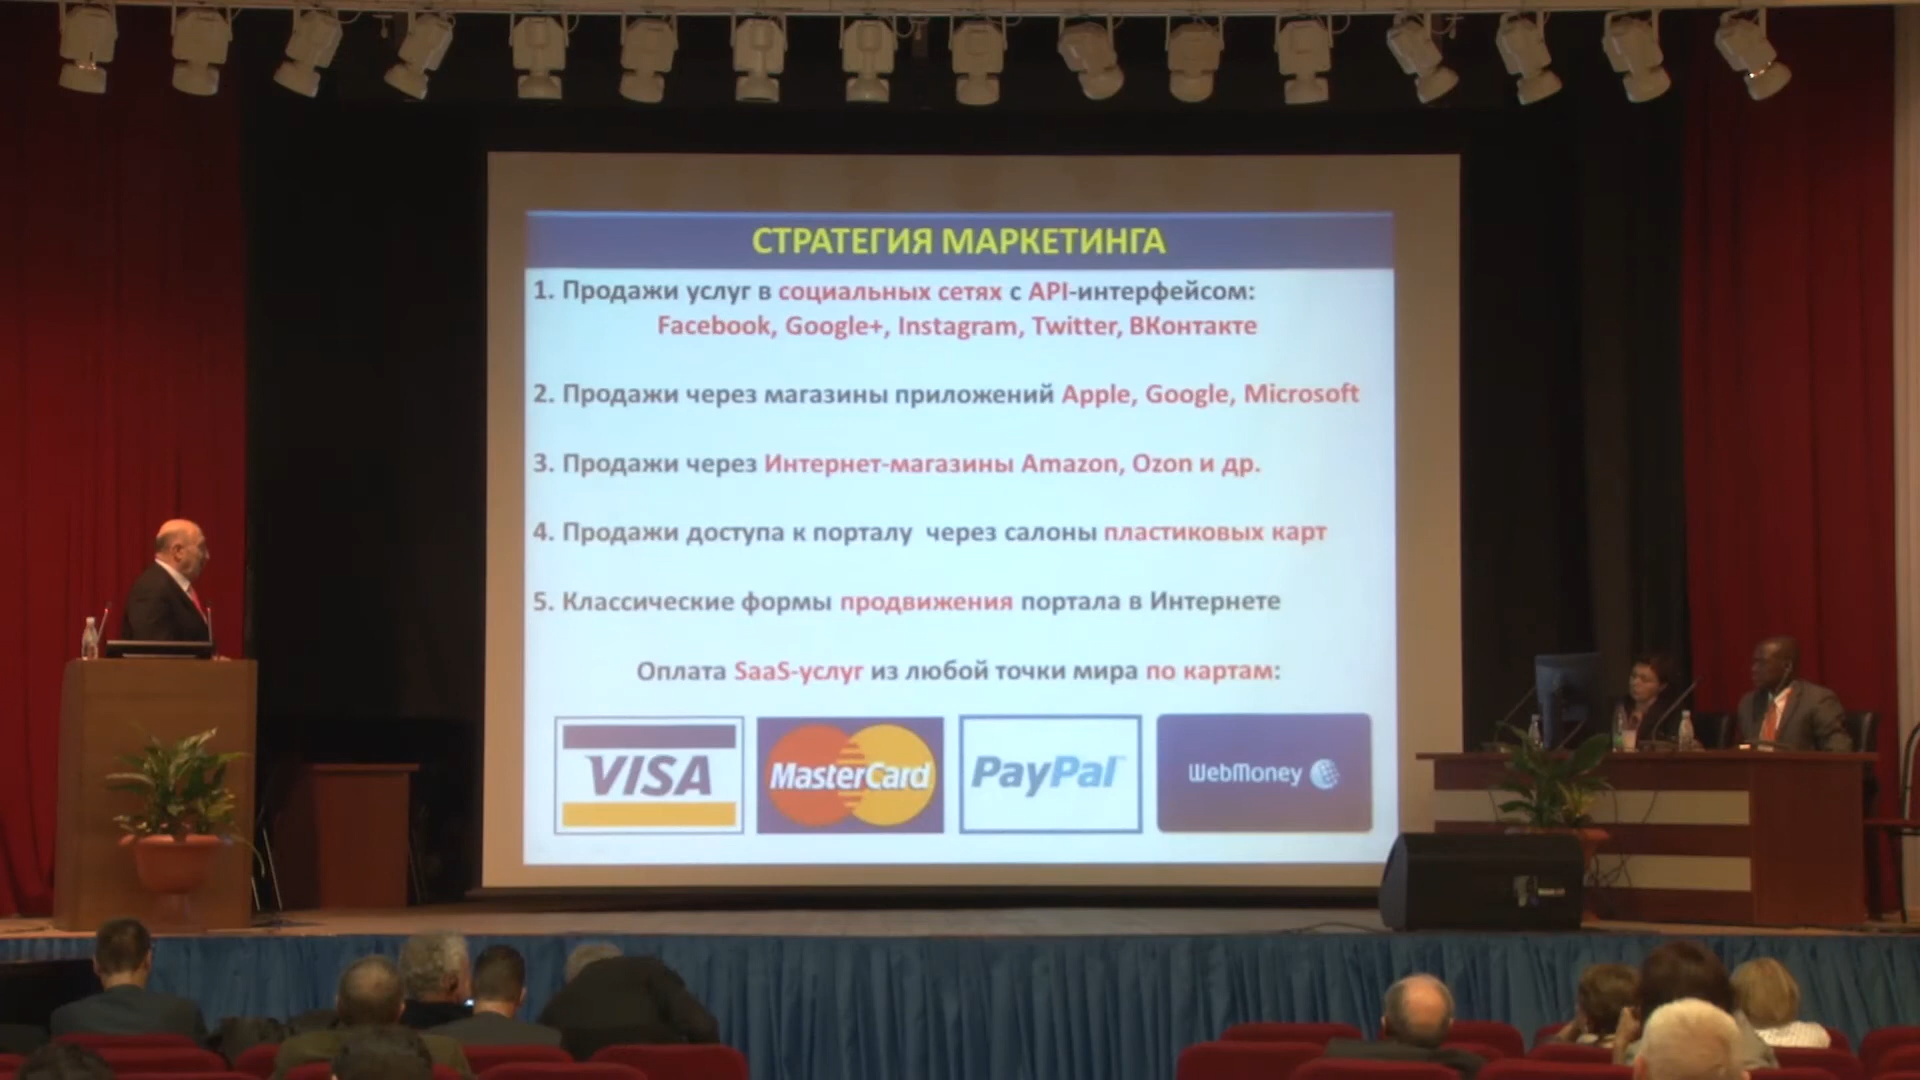 СТРАТЕГИЯ МАРКЕТИНГА
1. Продажи услуг в социальных сетях с API-интерфейсом:
Facebook, Google+, Instagram, Twitter, ВКонтакте
2. Продажи через магазины приложений Apple, Google, Microsoft
3. Продажи через Интернет-магазины Amazon, Ozon и др.
4. Продажи доступа к порталу через салоны пластиковых карт
5. Классические формы продвижения портала в Интернете
Оплата SaaS-услуг из любой точки мира по картам:
VISA MasterCard PayPal WebMoney